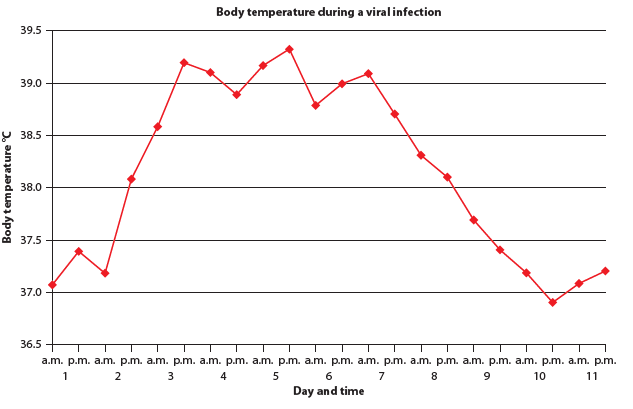 Body temperature during a viral infection
39.5
39.0
38.5
38.0
37.5
37.0
36.5
Body temperature °C
a.m. p.m. a.m. p.m. a.m. p.m. a.m. p.m. a.m. p.m. a.m. p.m. a.m. p.m. a.m. p.m. a.m. p.m. a.m. p.m. a.m. p.m.
1 2 3 4 5 6 7 8 9 10 11
Day and time